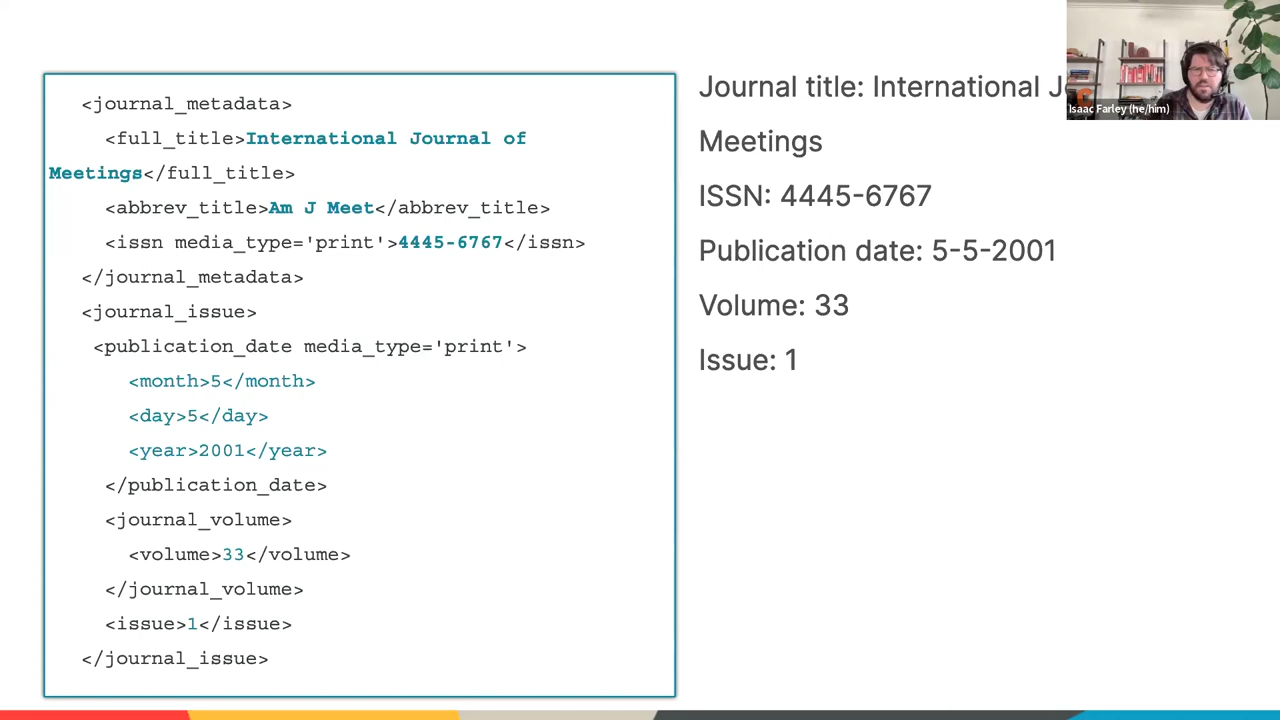 <journal_metadata>
<full_title>International Journal of
Meetings</full_title>
<abbrev_title>Am J Meet</abbrev_title>
<issn media_type='print'>4445-6767</issn>
</journal_metadata>
<journal_issue>
<publication_date media_type='print'>
<month>5</month>
<day>5</day>
<year>2001</year>
</publication_date>
<journal_volume>
<volume>33</volume>
</journal_volume>
<issue>1</issue>
</journal_issue>
Journal title: International J
Meetings
ISSN: 4445-6767
Publication date: 5-5-2001
Volume: 33
Issue: 1
Isaac Farley (he/him)